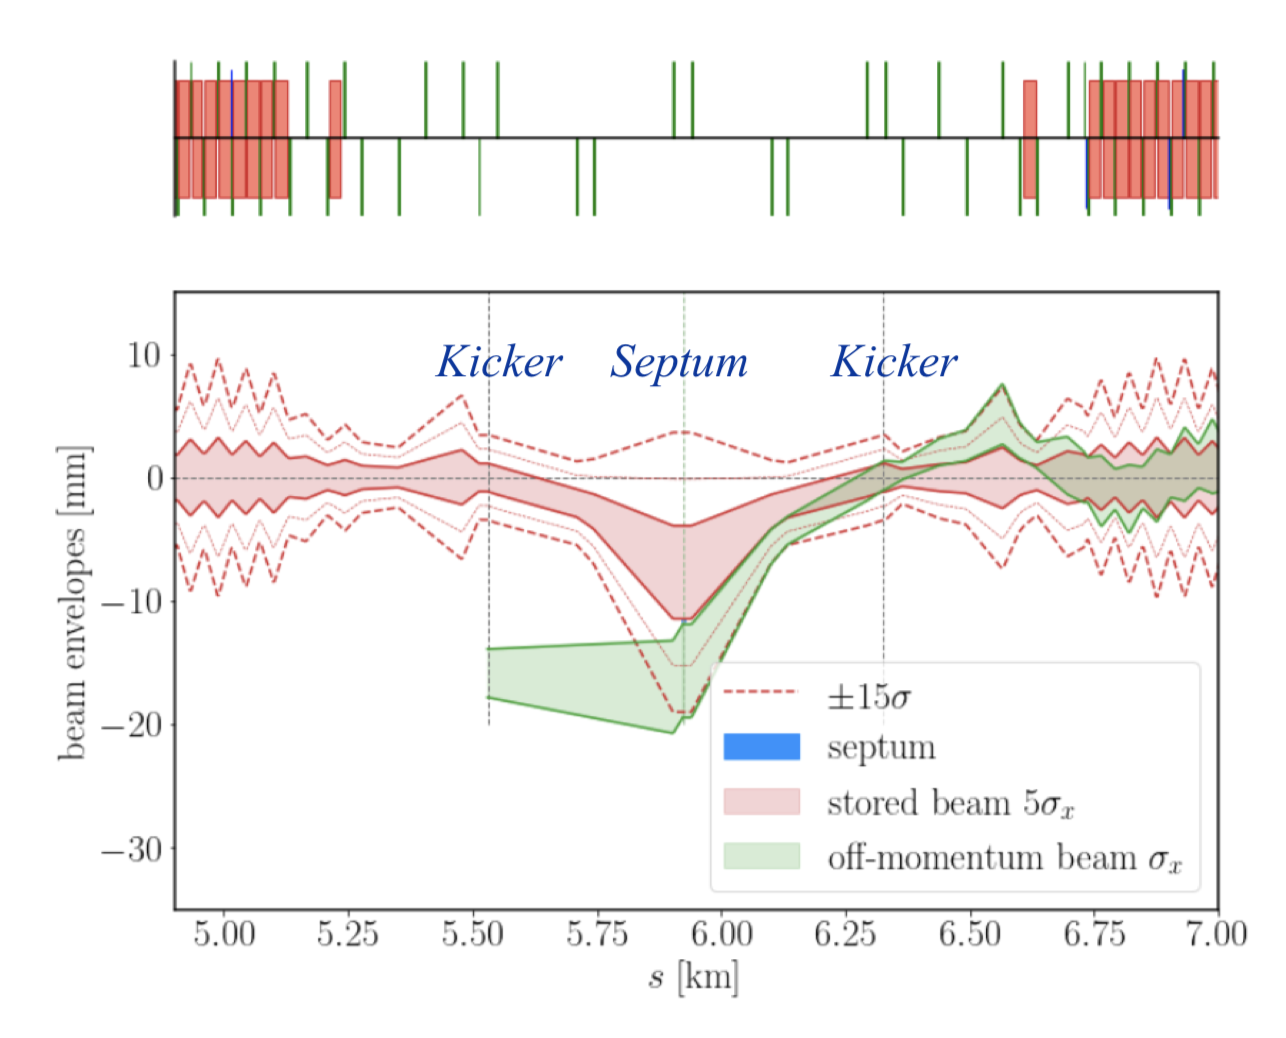 Kicker Septum Kicker
10
0
−10
−20
−30
beam envelopes [mm]
±15σ
septum
stored beam 5σₓ
off-momentum beam σₓ
5.00 5.25 5.50 5.75 6.00 6.25 6.50 6.75 7.00
s [km]